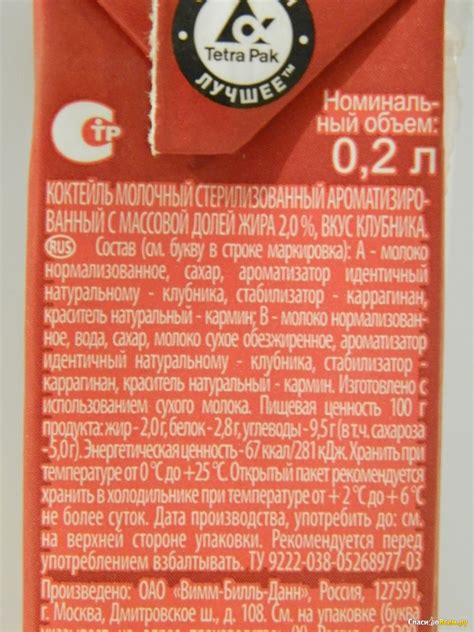 Tetra Pak
ЛУЧШЕЕ™
Номиналь-
ный объем:
0,2 л
КОКТЕЙЛЬ МОЛОЧНЫЙ СТЕРИЛИЗОВАННЫЙ АРОМАТИЗИРО-
ВАННЫЙ С МАССОВОЙ ДОЛЕЙ ЖИРА 2,0 %, ВКУС КЛУБНИКА.
RUS Состав (см. букву в строке маркировка): А - молоко
нормализованное, сахар, ароматизатор идентичный
натуральному - клубника, стабилизатор - каррагинан,
краситель натуральный - кармин; В - молоко нормализован-
ное, вода, сахар, молоко сухое обезжиренное, ароматизатор
идентичный натуральному - клубника, стабилизатор -
каррагинан, краситель натуральный - кармин. Изготовлено с
использованием сухого молока. Пищевая ценность 100 г
продукта: жир - 2,0 г, белок - 2,8 г, углеводы - 9,5 г (в т.ч. сахароза
-5,0 г). Энергетическая ценность - 67 ккал/281 кДж. Хранить при
температуре от 0 °C до +25 °C. Открытый пакет рекомендуется
хранить в холодильнике при температуре от + 2 °C до + 6 °C
не более суток. Дата производства, употребить до: см.
на верхней стороне упаковки. Рекомендуется перед
употреблением взбалтывать. ТУ 9222-038-05268977-03
Произведено: ОАО «Вимм-Билль-Данн», Россия, 127591,
г. Москва, Дмитровское ш., д. 108. См. на упаковке (буква